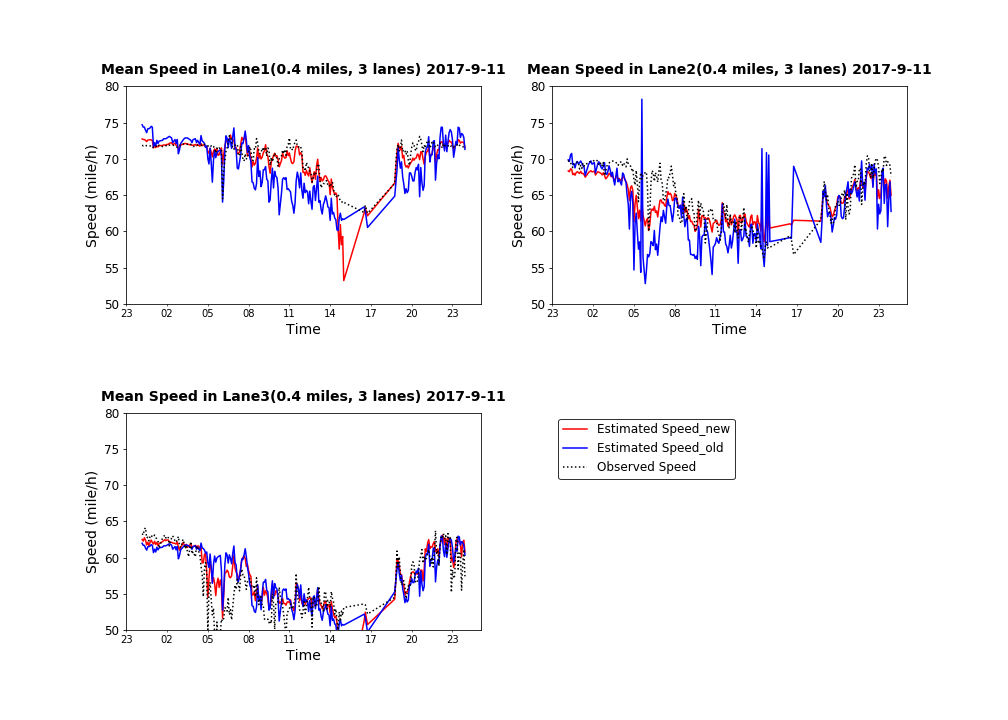 Mean Speed in Lane1(0.4 miles, 3 lanes) 2017-9-11
80
75
70
65
60
55
50
Speed (mile/h)
23 02 05 08 11 14 17 20 23
Time
Mean Speed in Lane2(0.4 miles, 3 lanes) 2017-9-11
80
75
70
65
60
55
50
Speed (mile/h)
23 02 05 08 11 14 17 20 23
Time
Mean Speed in Lane3(0.4 miles, 3 lanes) 2017-9-11
80
75
70
65
60
55
50
Speed (mile/h)
23 02 05 08 11 14 17 20 23
Time
Estimated Speed_new
Estimated Speed_old
Observed Speed